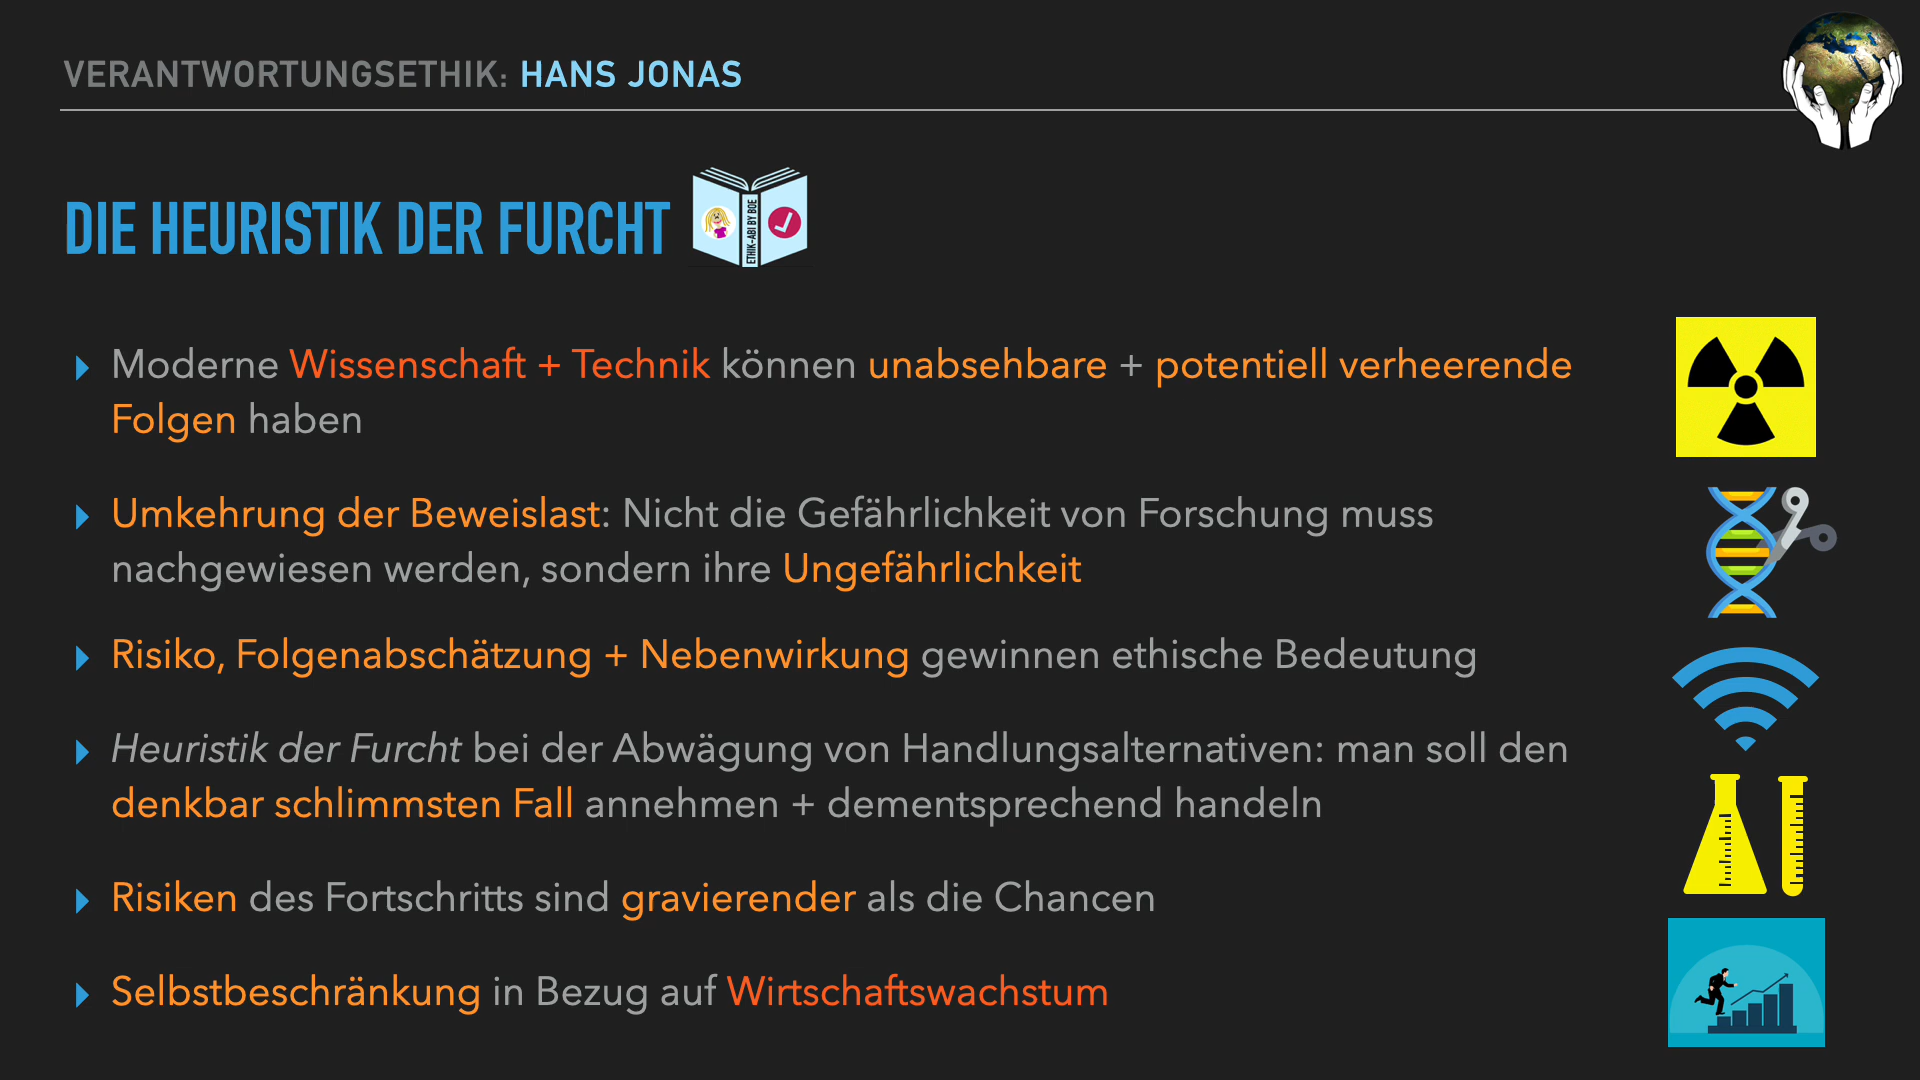 VERANTWORTUNGSETHIK: HANS JONAS
DIE HEURISTIK DER FURCHT
ETHIK-ABI BY BOE
Moderne Wissenschaft + Technik können unabsehbare + potentiell verheerende
Folgen haben
Umkehrung der Beweislast: Nicht die Gefährlichkeit von Forschung muss
nachgewiesen werden, sondern ihre Ungefährlichkeit
Risiko, Folgenabschätzung + Nebenwirkung gewinnen ethische Bedeutung
Heuristik der Furcht bei der Abwägung von Handlungsalternativen: man soll den
denkbar schlimmsten Fall annehmen + dementsprechend handeln
Risiken des Fortschritts sind gravierender als die Chancen
Selbstbeschränkung in Bezug auf Wirtschaftswachstum